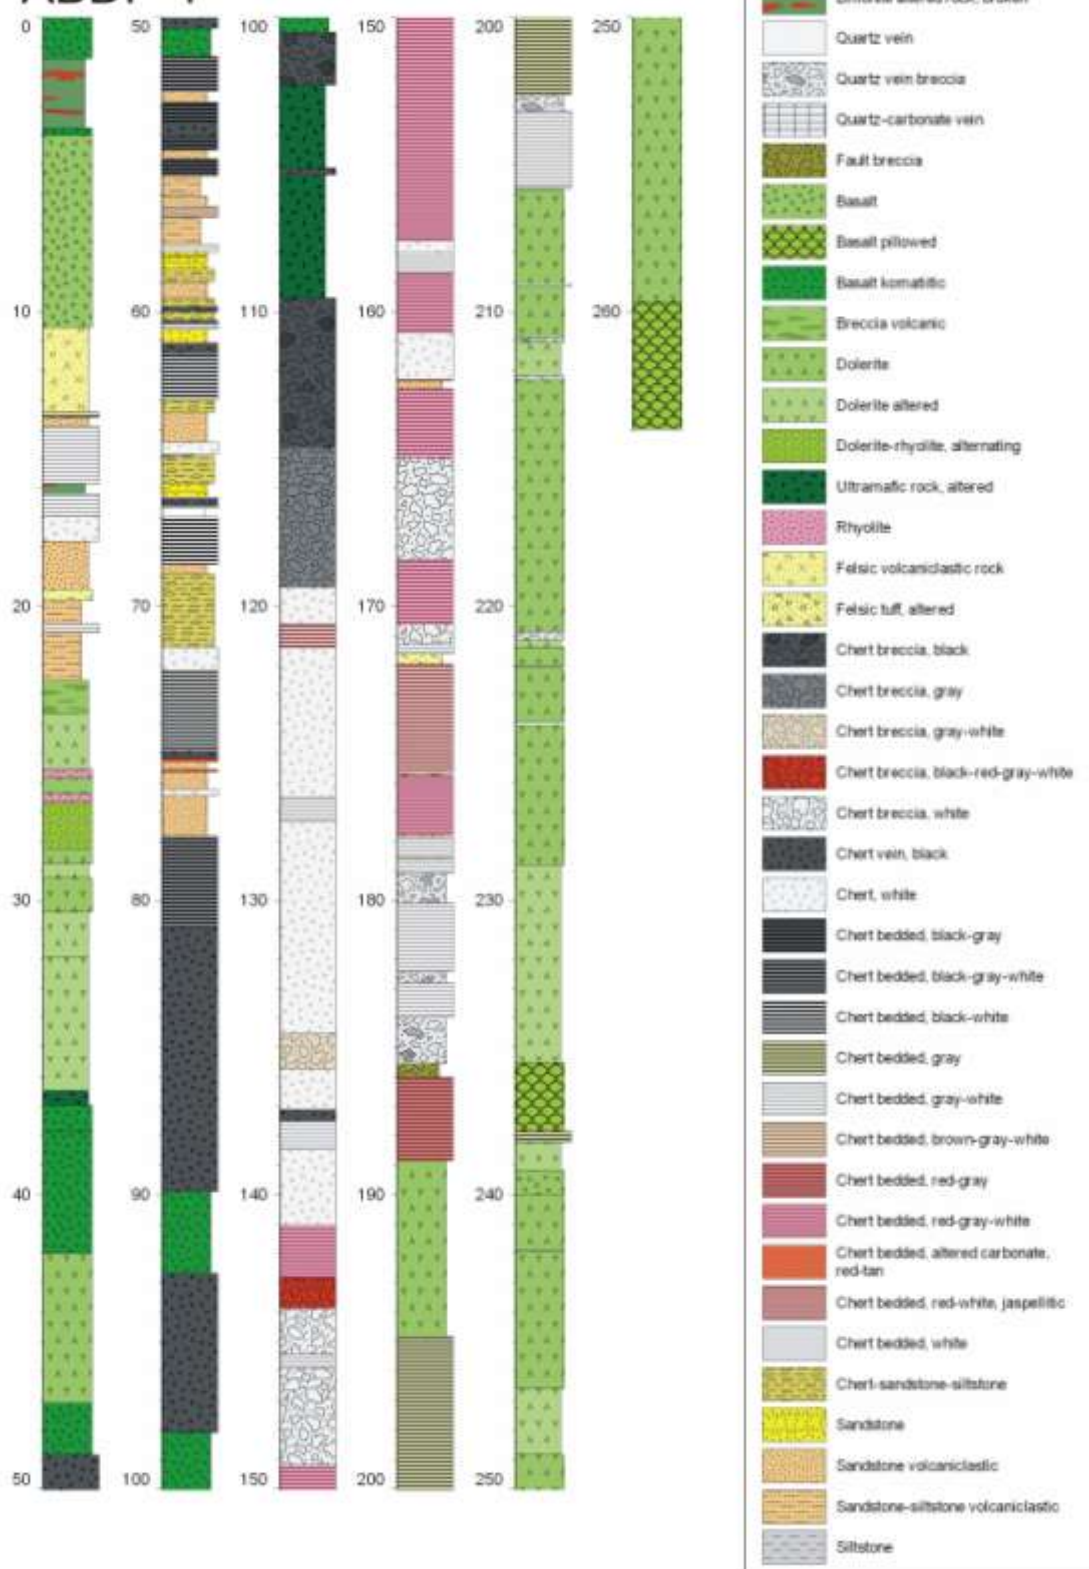 0
10
20
30
40
50
50
60
70
80
90
100
100
110
120
130
140
150
150
160
170
180
190
200
200
210
220
230
240
250
250
260
Quartz vein
Quartz vein breccia
Quartz-carbonate vein
Fault breccia
Basalt
Basalt pillowed
Basalt komatiitic
Breccia volcanic
Dolerite
Dolerite altered
Dolerite-rhyolite, alternating
Ultramafic rock, altered
Rhyolite
Felsic volcaniclastic rock
Felsic tuff, altered
Chert breccia, black
Chert breccia, gray
Chert breccia, gray-white
Chert breccia, black-red-gray-white
Chert breccia, white
Chert vein, black
Chert, white
Chert bedded, black-gray
Chert bedded, black-gray-white
Chert bedded, black-white
Chert bedded, gray
Chert bedded, gray-white
Chert bedded, brown-gray-white
Chert bedded, red-gray
Chert bedded, red-gray-white
Chert bedded, altered carbonate,
red-tan
Chert bedded, red-white, jaspellitic
Chert bedded, white
Chert-sandstone-siltstone
Sandstone
Sandstone volcaniclastic
Sandstone-siltstone volcaniclastic
Siltstone